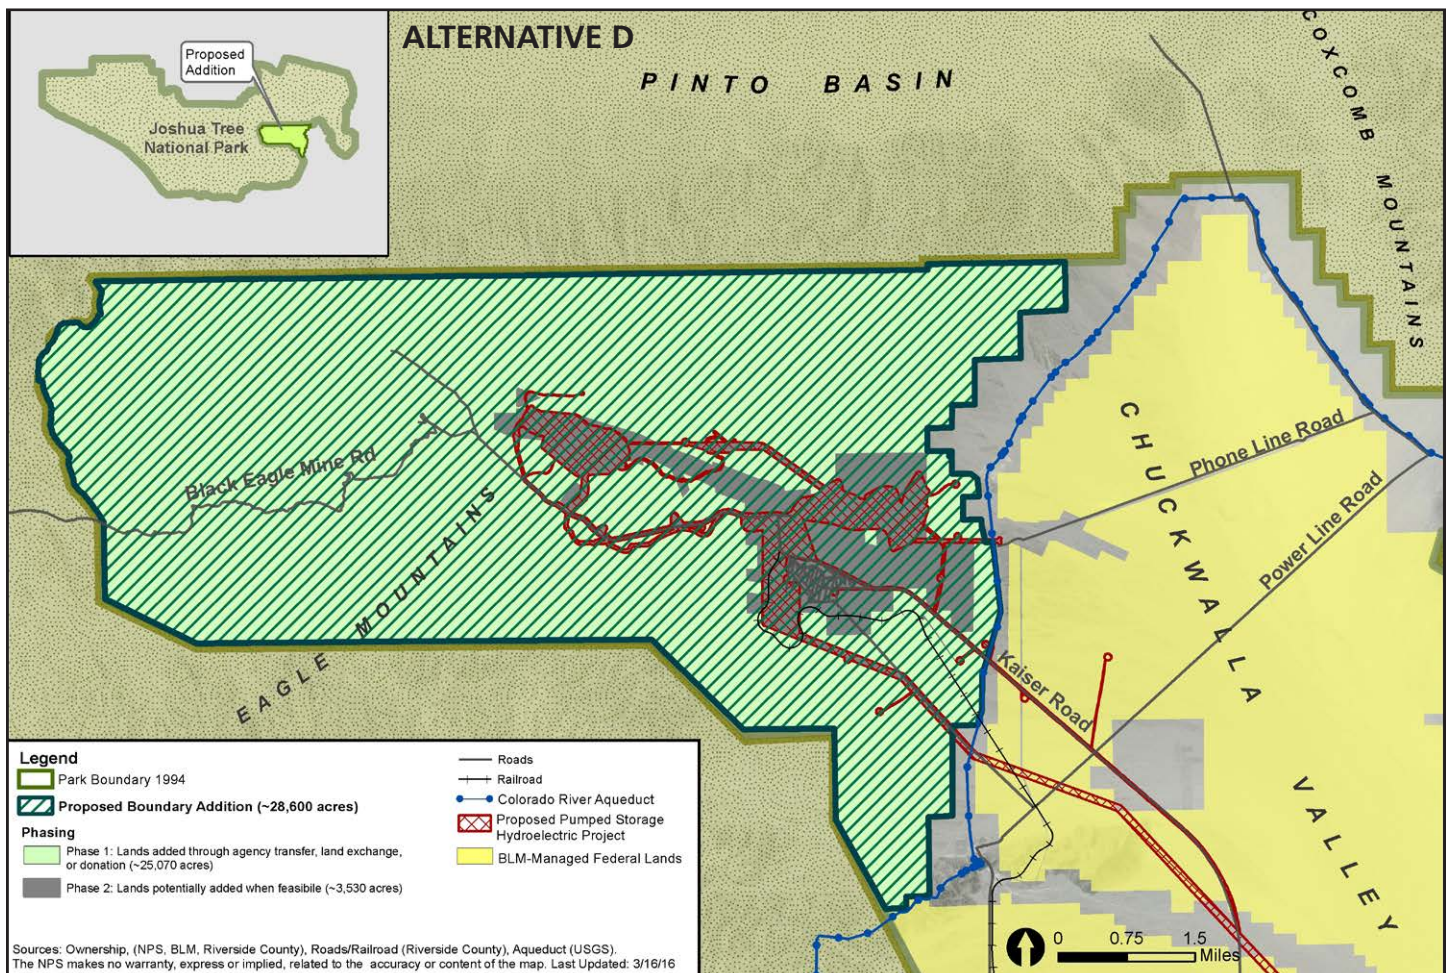 ALTERNATIVE D
Proposed
Addition
Joshua Tree
National Park
PINTO BASIN
COXCOMB MOUNTAINS
Black Eagle Mine Rd
EAGLE MOUNTAINS
CHUCKWALLA VALLEY
Phone Line Road
Power Line Road
Kaiser Road
Legend
Park Boundary 1994
Proposed Boundary Addition (~28,600 acres)
Phasing
Phase 1: Lands added through agency transfer, land exchange,
or donation (~25,070 acres)
Phase 2: Lands potentially added when feasibile (~3,530 acres)
Roads
Railroad
Colorado River Aqueduct
Proposed Pumped Storage
Hydroelectric Project
BLM-Managed Federal Lands
Sources: Ownership, (NPS, BLM, Riverside County), Roads/Railroad (Riverside County), Aqueduct (USGS).
The NPS makes no warranty, express or implied, related to the accuracy or content of the map. Last Updated: 3/16/16
0 0.75 1.5
Miles